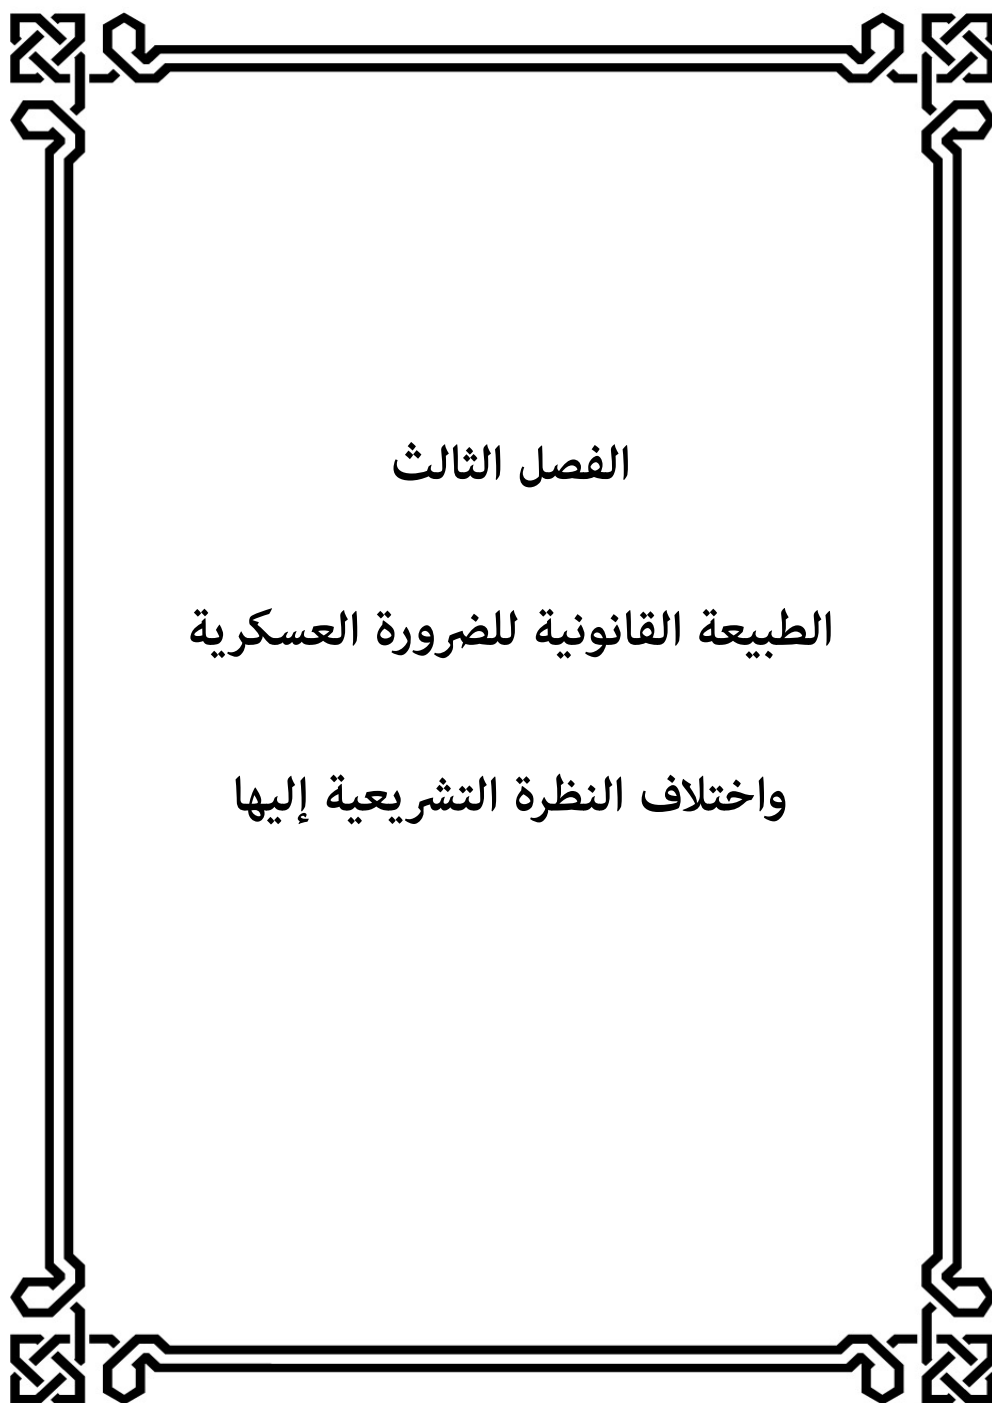 الفصل الثالث
الطبيعة القانونية للضرورة العسكرية
واختلاف النظرة التشريعية إليها